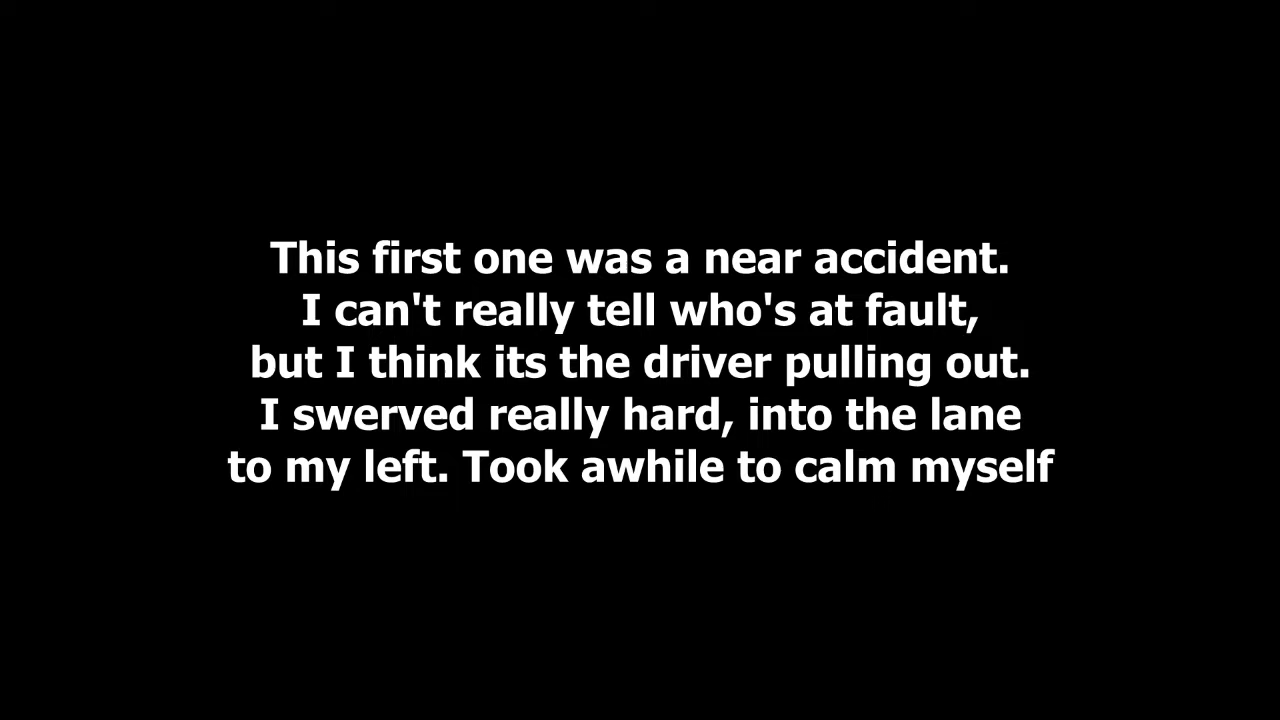 This first one was a near accident.
I can't really tell who's at fault,
but I think its the driver pulling out.
I swerved really hard, into the lane
to my left. Took awhile to calm myself